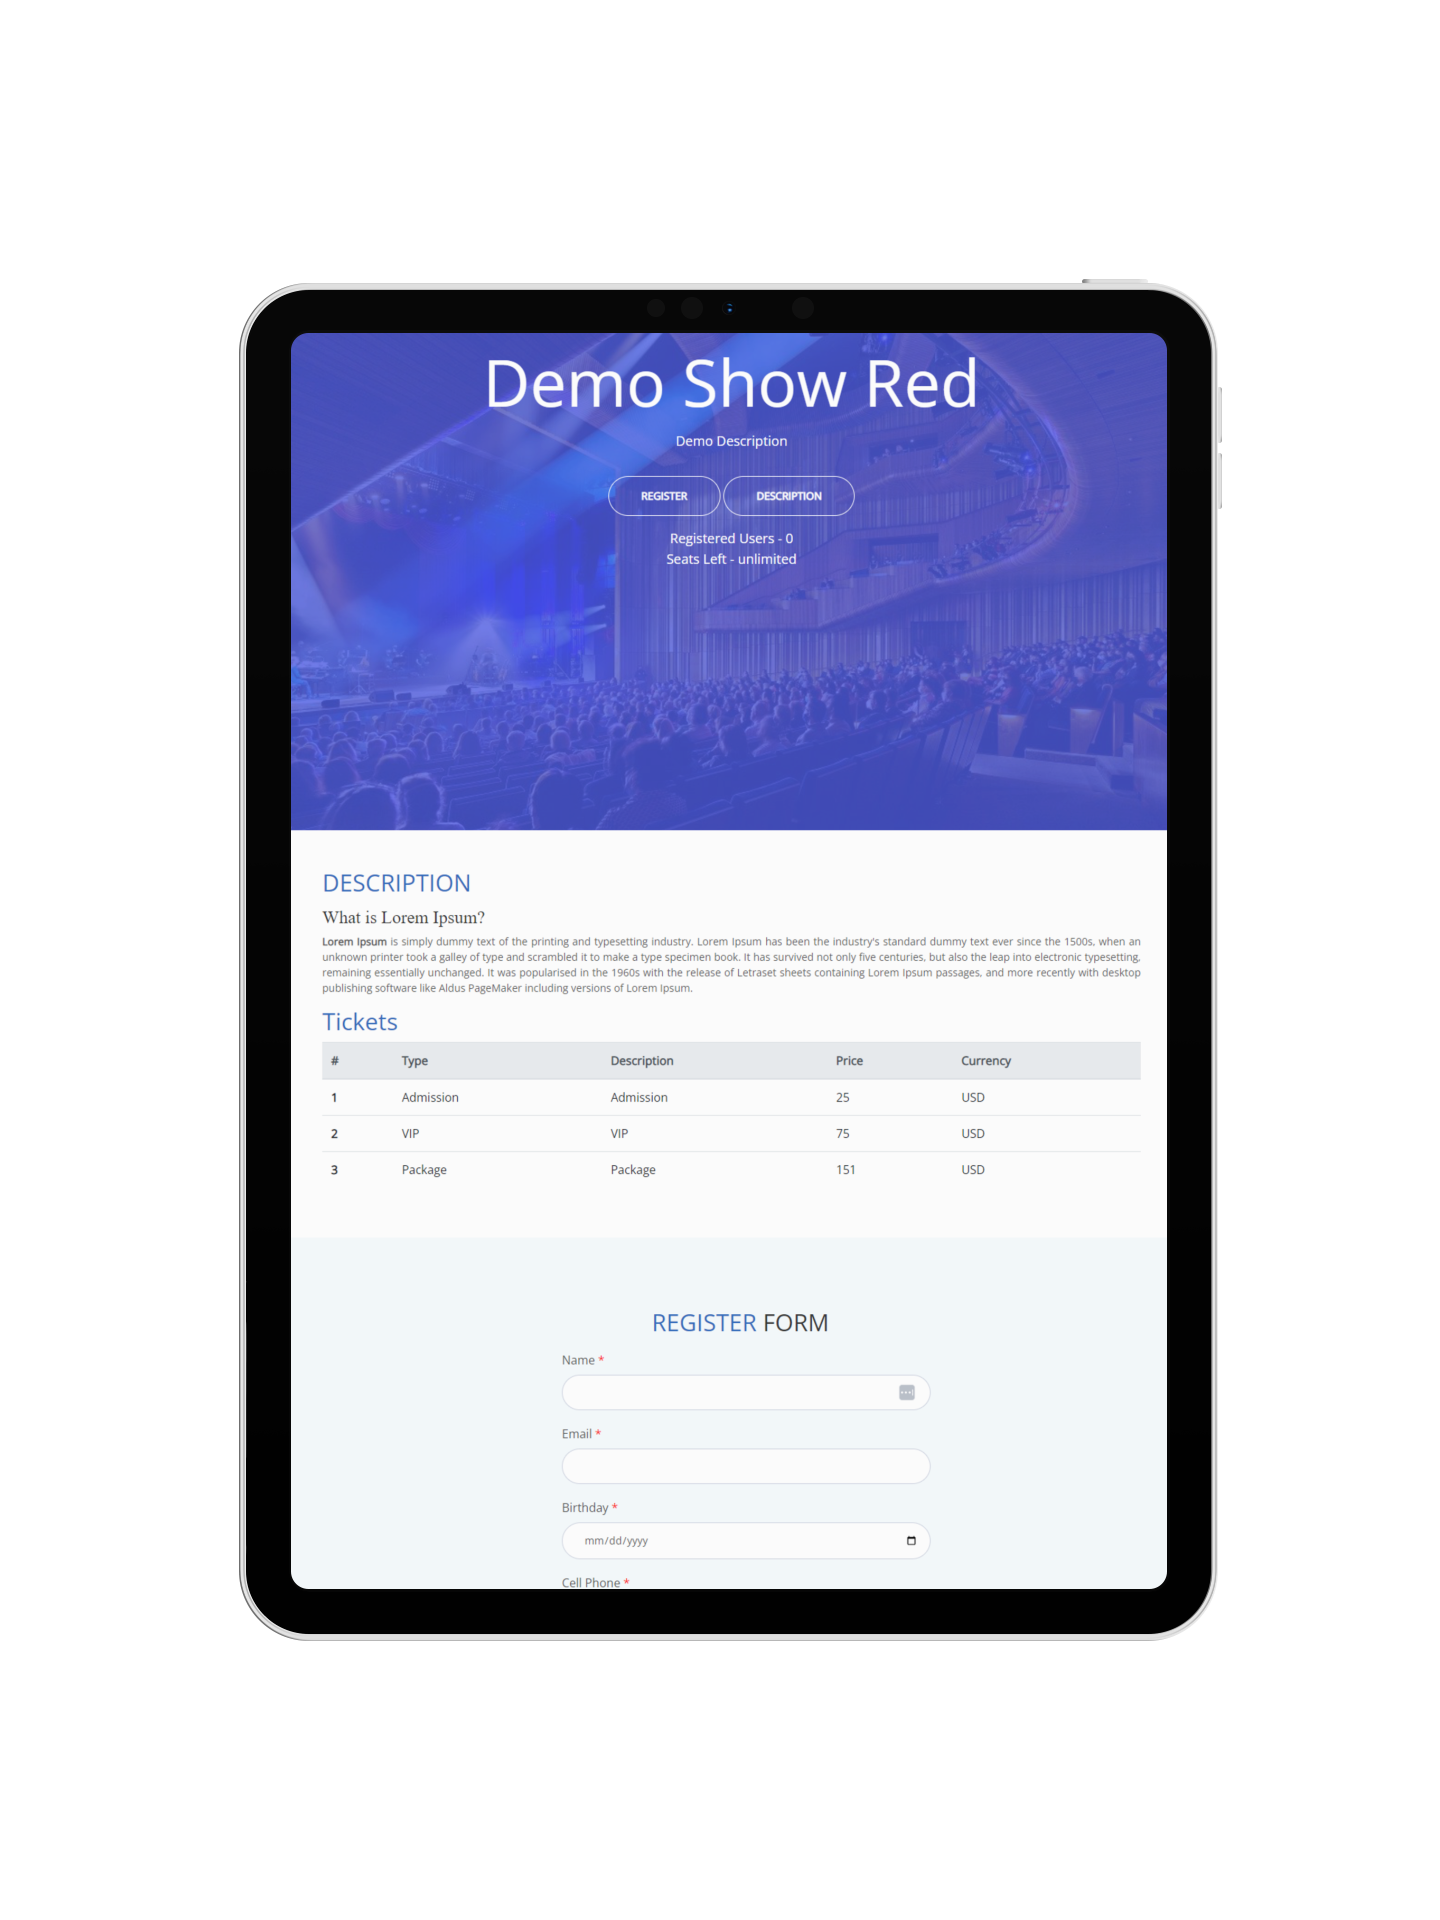 Demo Show Red
Demo Description
REGISTER DESCRIPTION
Registered Users - 0
Seats Left - unlimited
DESCRIPTION
What is Lorem Ipsum?
Lorem Ipsum is simply dummy text of the printing and typesetting industry. Lorem Ipsum has been the industry's standard dummy text ever since the 1500s, when an
unknown printer took a galley of type and scrambled it to make a type specimen book. It has survived not only five centuries, but also the leap into electronic typesetting,
remaining essentially unchanged. It was popularised in the 1960s with the release of Letraset sheets containing Lorem Ipsum passages, and more recently with desktop
publishing software like Aldus PageMaker including versions of Lorem Ipsum.
Tickets
# Type Description Price Currency
1 Admission Admission 25 USD
2 VIP VIP 75 USD
3 Package Package 151 USD
REGISTER FORM
Name *
Email *
Birthday *
mm/dd/yyyy
Cell Phone *